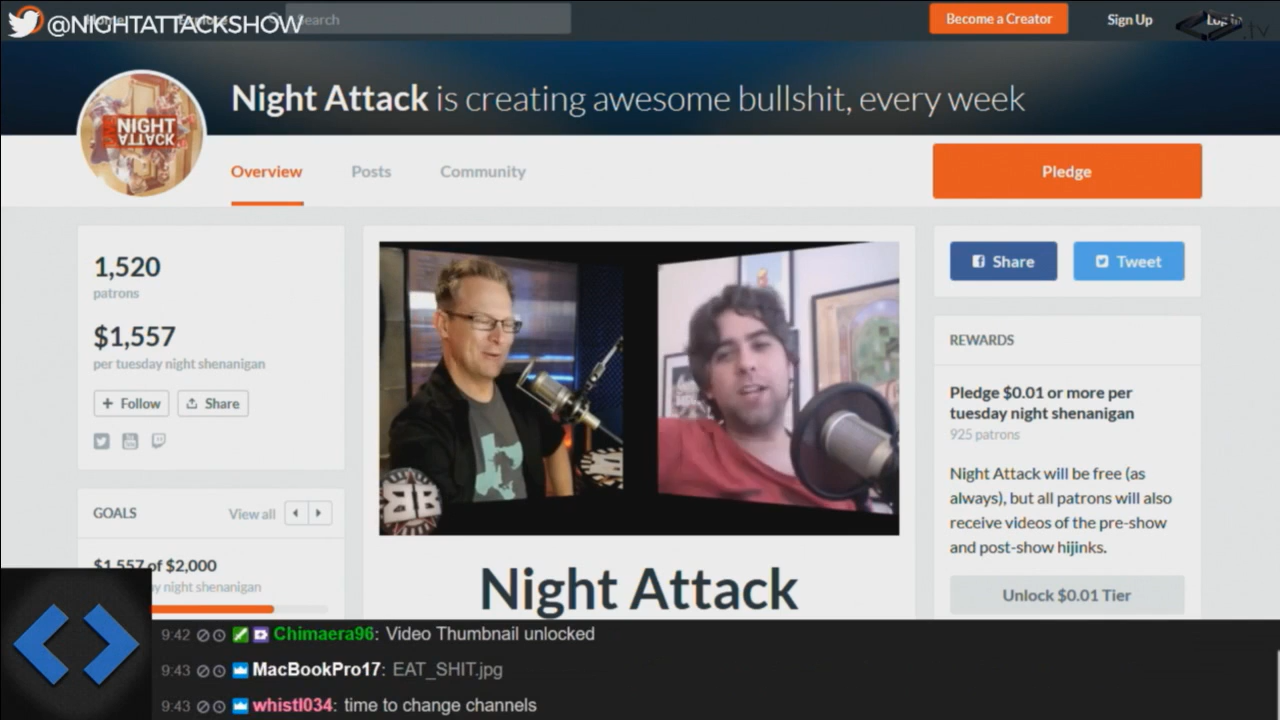 @NIGHTATTACKSHOW
Search
Become a Creator
Sign Up
Log in
.tv
NIGHT
ATTACK
Night Attack is creating awesome bullshit, every week
Overview
Posts
Community
Pledge
1,520
patrons
$1,557
per tuesday night shenanigan
+ Follow
Share
GOALS
View all
$1,557 of $2,000
night shenanigan
BB
Night Attack
Share
Tweet
REWARDS
Pledge $0.01 or more per
tuesday night shenanigan
925 patrons
Night Attack will be free (as
always), but all patrons will also
receive videos of the pre-show
and post-show hijinks.
Unlock $0.01 Tier
9:42 Chimaera96: Video Thumbnail unlocked
9:43 MacBookPro17: EAT_SHIT.jpg
9:43 whistl034: time to change channels